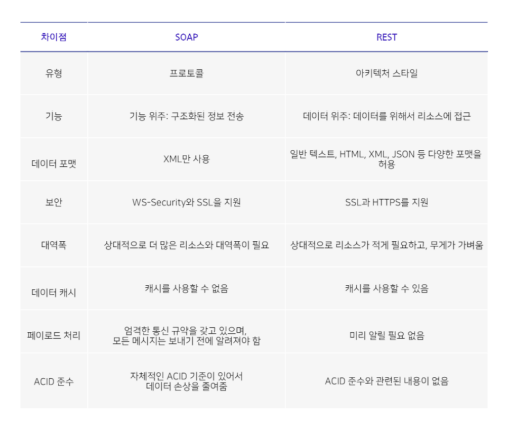 차이점 SOAP REST
유형 프로토콜 아키텍처 스타일
기능 기능 위주: 구조화된 정보 전송 데이터 위주: 데이터를 위해서 리소스에 접근
데이터 포맷 XML만 사용 일반 텍스트, HTML, XML, JSON 등 다양한 포맷을
허용
보안 WS-Security와 SSL을 지원 SSL과 HTTPS를 지원
대역폭 상대적으로 더 많은 리소스와 대역폭이 필요 상대적으로 리소스가 적게 필요하고, 무게가 가벼움
데이터 캐시 캐시를 사용할 수 없음 캐시를 사용할 수 있음
페이로드 처리 엄격한 통신 규약을 갖고 있으며,
모든 메시지는 보내기 전에 알려져야 함 미리 알릴 필요 없음
ACID 준수 자체적인 ACID 기준이 있어서
데이터 손상을 줄여줌 ACID 준수와 관련된 내용이 없음